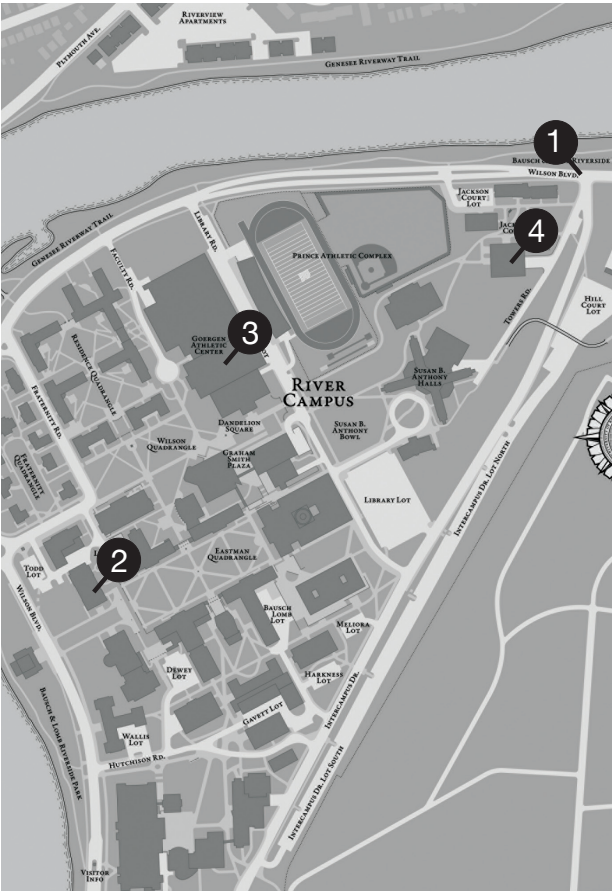 RIVERVIEW
APARTMENTS
PLYMOUTH AVE.
GENESEE RIVERWAY TRAIL
1
BAUSCH
RIVERSIDE
WILSON BLVD.
JACKSON
COURT
LOT
GENESEE RIVERWAY TRAIL
LIBRARY RD.
4
FACULTY RD.
PRINCE ATHLETIC COMPLEX
HILL
COURT
LOT
TOWERS RD.
3
GOERGEN
ATHLETIC
CENTER
RESIDENCE QUADRANGLE
SUSAN B.
ANTHONY
HALLS
RIVER
CAMPUS
FRATERNITY RD.
DANDELION
SQUARE
SUSAN B.
ANTHONY
BOWL
WILSON
QUADRANGLE
GRAHAM
SMITH
PLAZA
FRATERNITY
QUADRANGLE
INTERCAMPUS DR. LOT NORTH
LIBRARY LOT
2
EASTMAN
QUADRANGLE
TODD
LOT
WILSON BLVD.
BAUSCH
LOMB
LOT
MELIORA
LOT
DEWEY
LOT
HARKNESS
LOT
INTERCAMPUS DR.
GAVETT LOT
BAUSCH & LOMB RIVERSIDE PARK
WALLIS
LOT
HUTCHISON RD.
INTERCAMPUS DR. LOT SOUTH
VISITOR
INFO